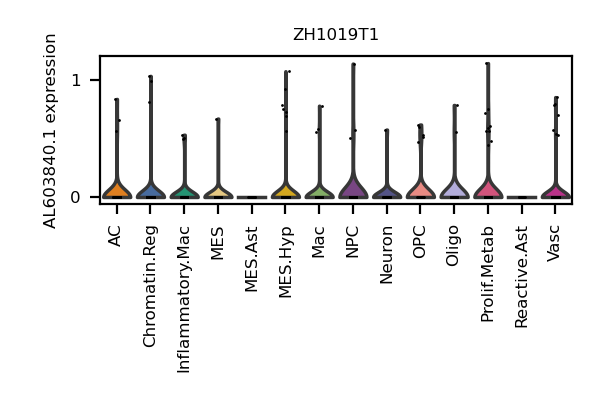 ZH1019T1
AL603840.1 expression
1
0
AC
Chromatin.Reg
Inflammatory.Mac
MES
MES.Ast
MES.Hyp
Mac
NPC
Neuron
OPC
Oligo
Prolif.Metab
Reactive.Ast
Vasc